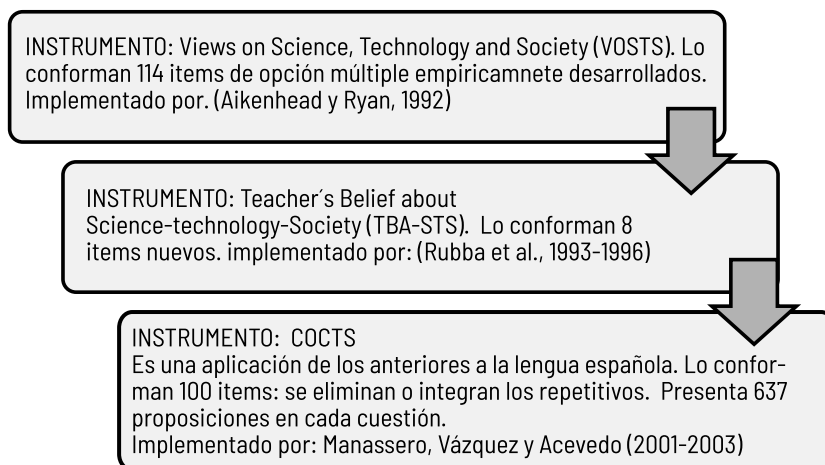 INSTRUMENTO: Views on Science, Technology and Society (VOSTS). Lo
conforman 114 items de opción múltiple empiricamnete desarrollados.
Implementado por. (Aikenhead y Ryan, 1992)
INSTRUMENTO: Teacher´s Belief about
Science-technology-Society (TBA-STS).  Lo conforman 8
items nuevos. implementado por: (Rubba et al., 1993-1996)
INSTRUMENTO:  COCTS
Es una aplicación de los anteriores a la lengua española. Lo confor-
man 100 items: se eliminan o integran los repetitivos.  Presenta 637
proposiciones en cada cuestión.
Implementado por: Manassero, Vázquez y Acevedo (2001-2003)